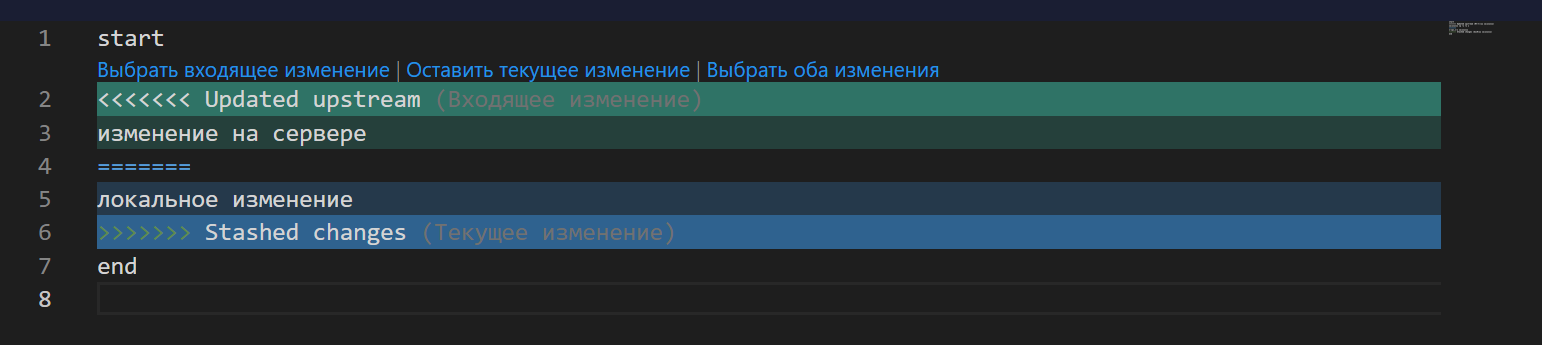 1 start
Выбрать входящее изменение | Оставить текущее изменение | Выбрать оба изменения
2 <<<<<<< Updated upstream (Входящее изменение)
3 изменение на сервере
4 =======
5 локальное изменение
6 >>>>>>> Stashed changes (Текущее изменение)
7 end
8